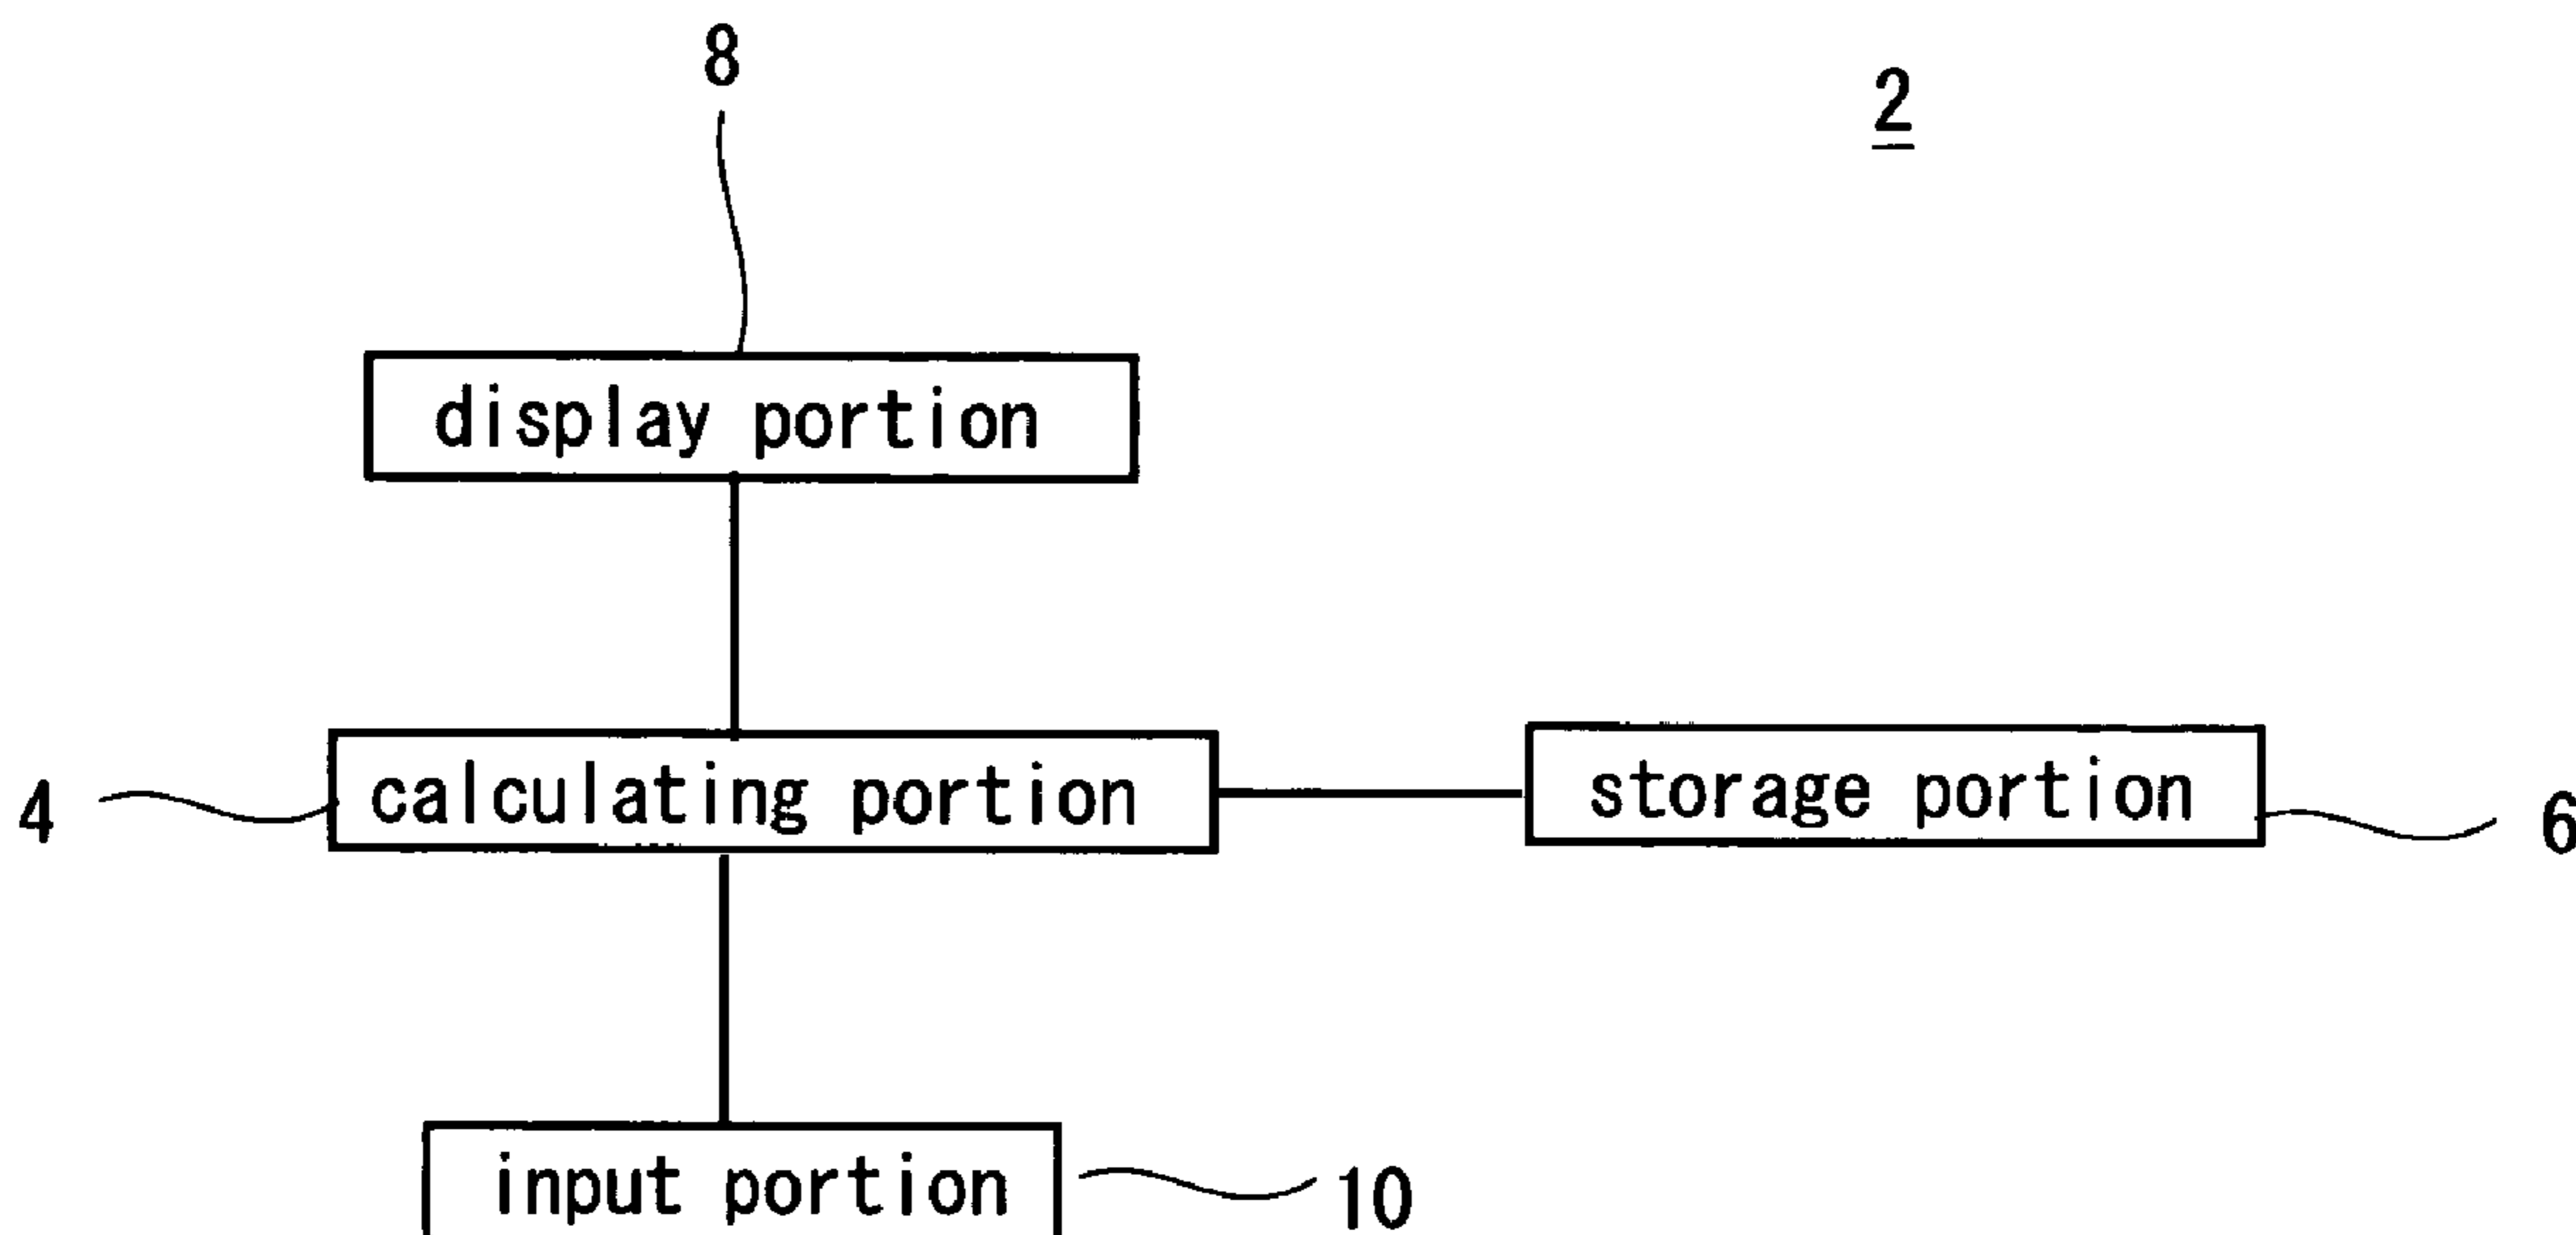 8
2
display portion
4
calculating portion
storage portion
6
input portion
10